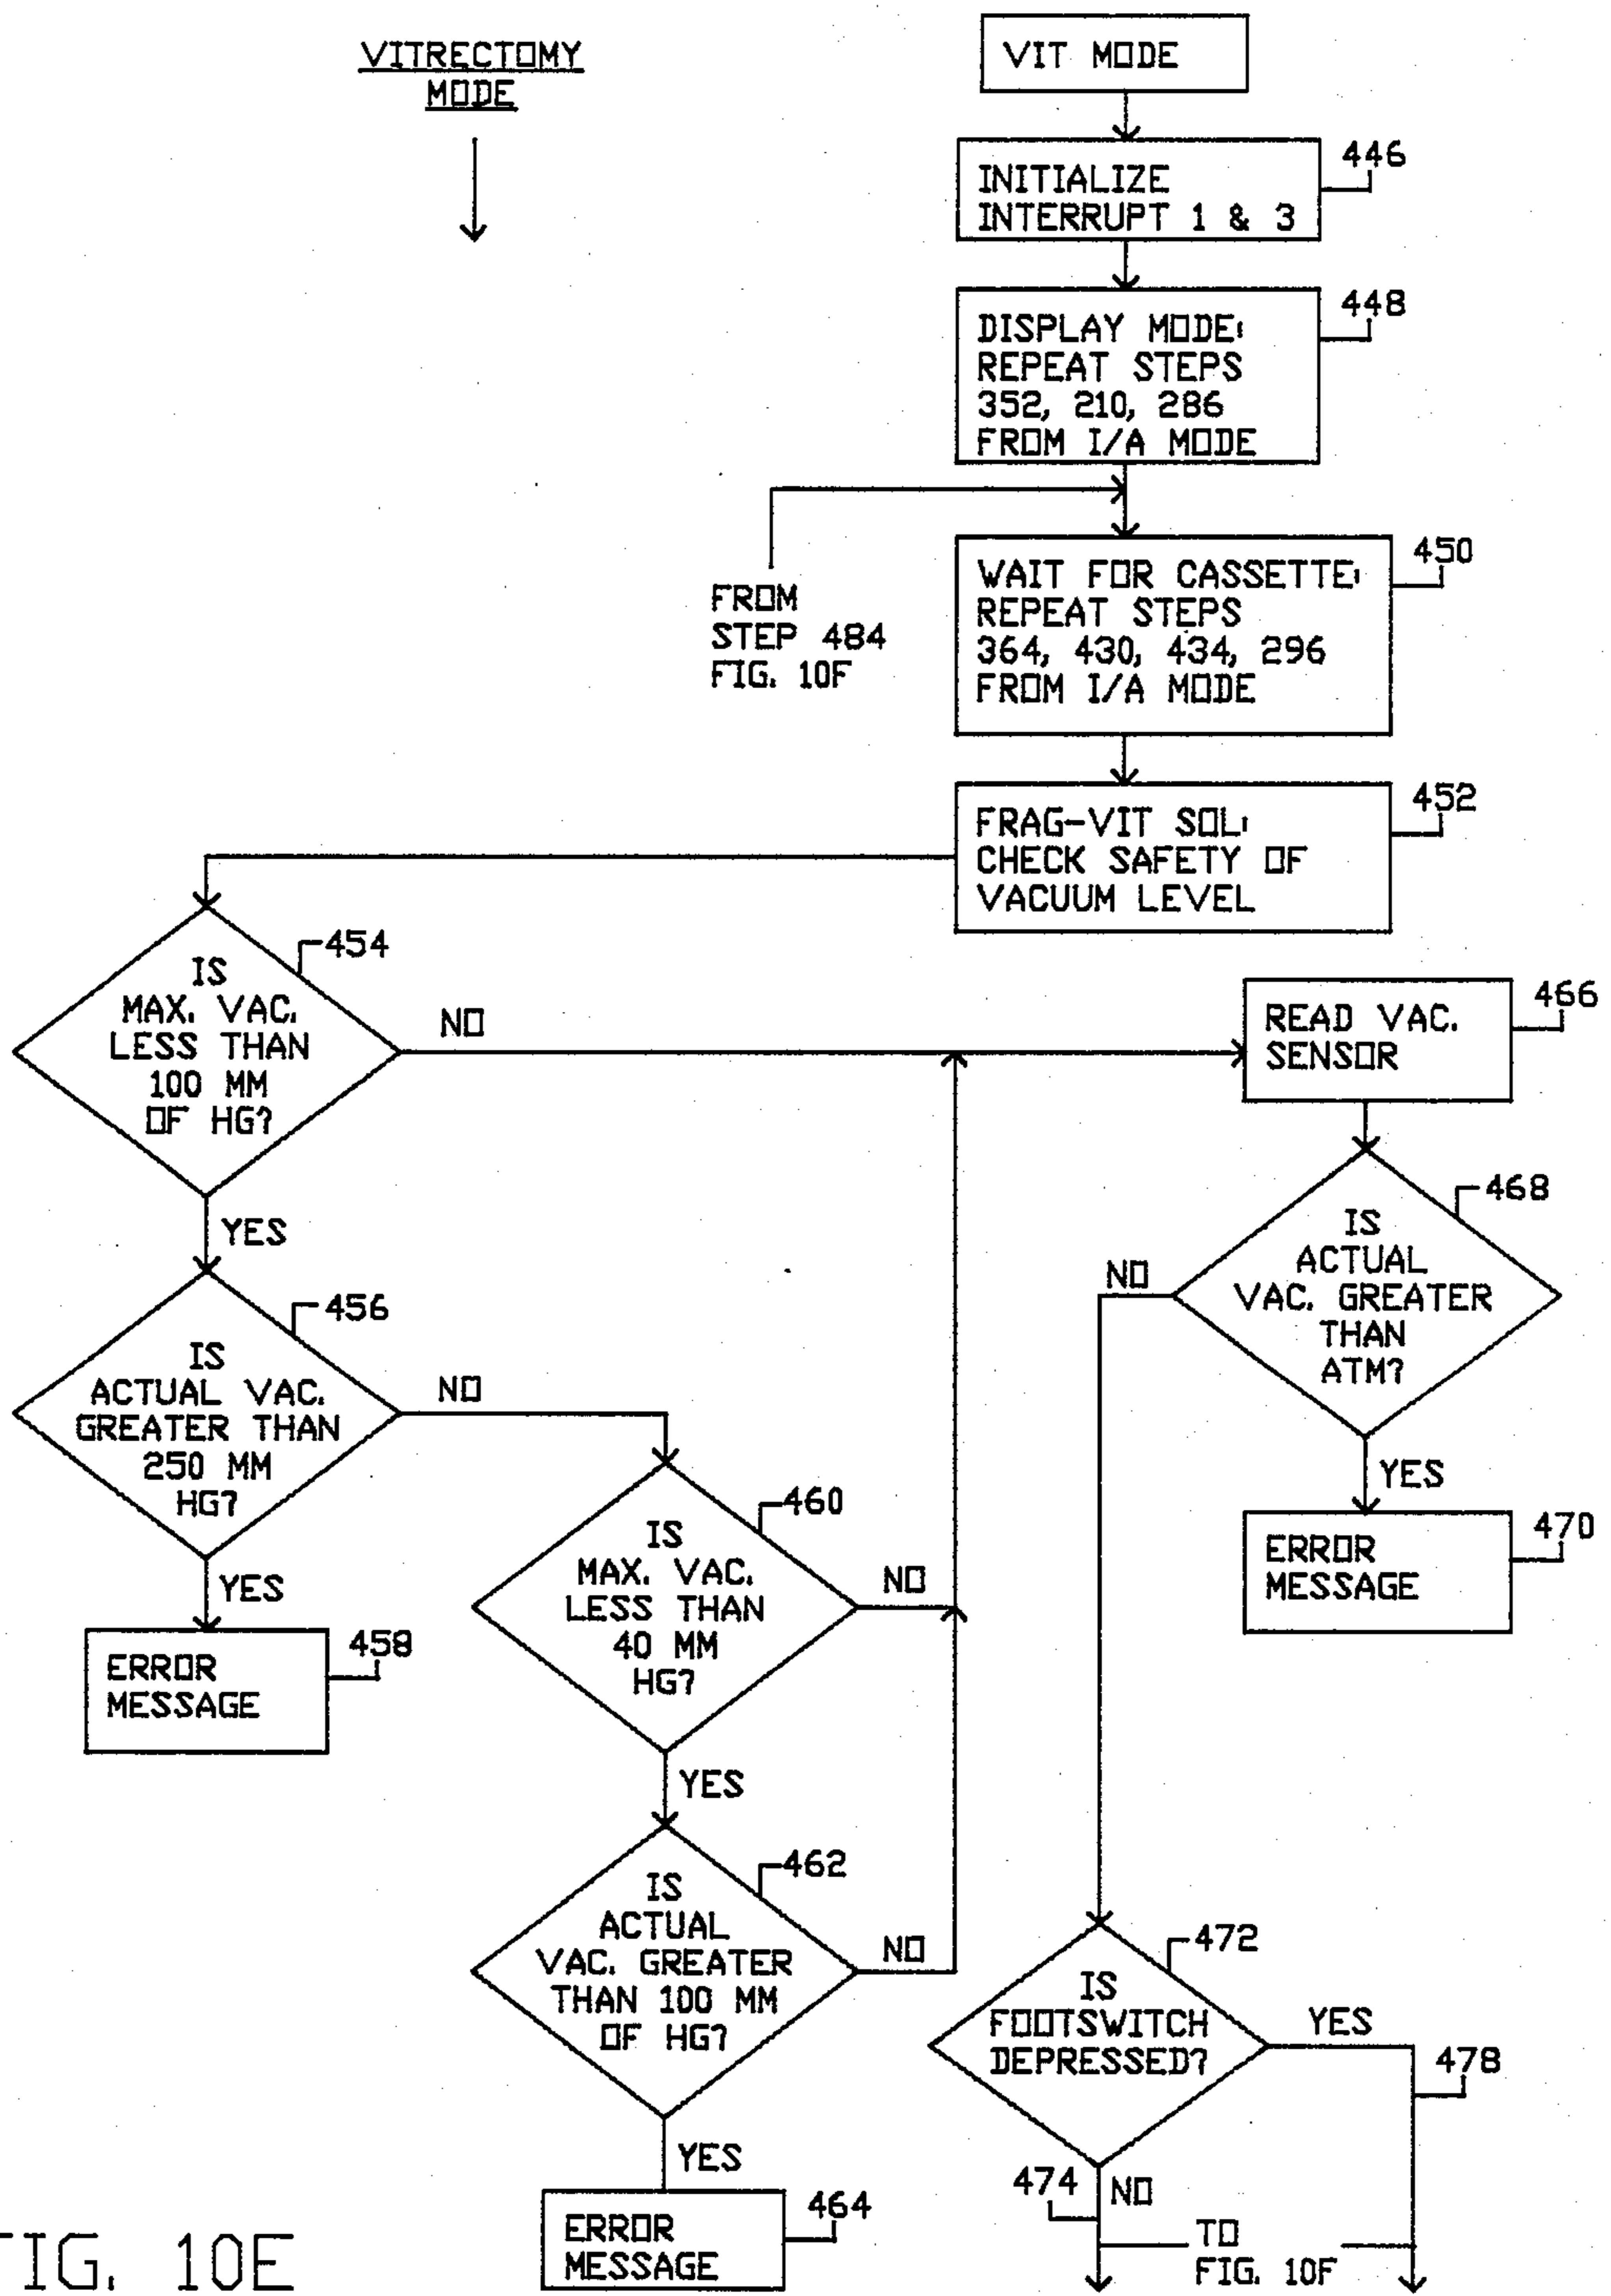 VITRECTOMY
MODE
VIT MODE
446
INITIALIZE
INTERRUPT 1 & 3
448
DISPLAY MODE:
REPEAT STEPS
352, 210, 286
FROM I/A MODE
FROM
STEP 484
FIG. 10F
450
WAIT FOR CASSETTE:
REPEAT STEPS
364, 430, 434, 296
FROM I/A MODE
452
FRAG-VIT SOL:
CHECK SAFETY OF
VACUUM LEVEL
454
IS
MAX. VAC.
LESS THAN
100 MM
OF HG?
NO
YES
456
IS
ACTUAL VAC.
GREATER THAN
250 MM
HG?
NO
YES
458
ERROR
MESSAGE
460
IS
MAX. VAC.
LESS THAN
40 MM
HG?
NO
YES
462
IS
ACTUAL
VAC. GREATER
THAN 100 MM
OF HG?
NO
YES
464
ERROR
MESSAGE
466
READ VAC.
SENSOR
468
IS
ACTUAL
VAC. GREATER
THAN
ATM?
NO
YES
470
ERROR
MESSAGE
472
IS
FOOTSWITCH
DEPRESSED?
YES
478
474
NO
TO
FIG. 10F
FIG. 10E